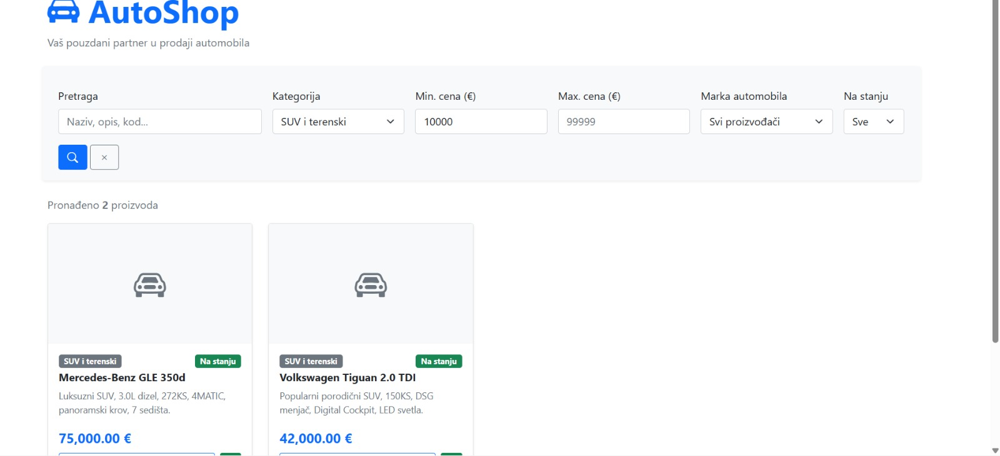 AutoShop
Vaš pouzdani partner u prodaji automobila
Pretraga
Kategorija
Min. cena (€)
Max. cena (€)
Marka automobila
Na stanju
Naziv, opis, kod...
SUV i terenski
10000
99999
Svi proizvođači
Sve
Pronađeno 2 proizvoda
SUV i terenski
Na stanju
Mercedes-Benz GLE 350d
Luksuzni SUV, 3.0L dizel, 272KS, 4MATIC,
panoramski krov, 7 sedišta.
75,000.00 €
SUV i terenski
Na stanju
Volkswagen Tiguan 2.0 TDI
Popularni porodični SUV, 150KS, DSG
menjač, Digital Cockpit, LED svetla.
42,000.00 €